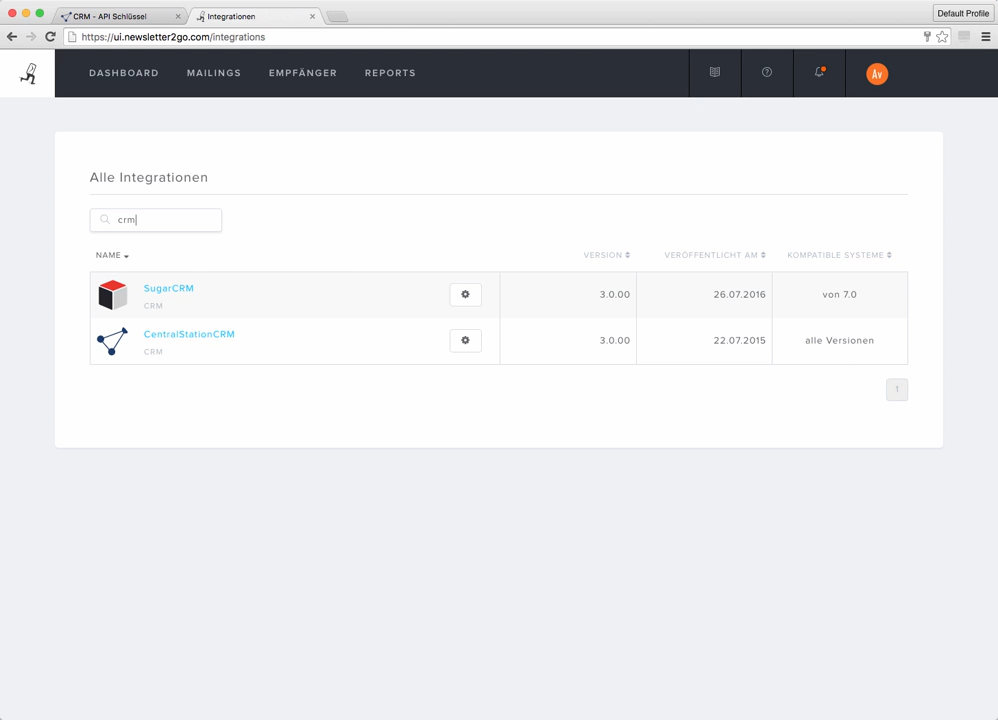 CRM - API Schlüssel
Integrationen
Default Profile
https://ui.newsletter2go.com/integrations
DASHBOARD MAILINGS EMPFÄNGER REPORTS
Av
Alle Integrationen
crm
NAME VERSION VERÖFFENTLICHT AM KOMPATIBLE SYSTEME
SugarCRM
CRM
3.0.00 26.07.2016 von 7.0
CentralStationCRM
CRM
3.0.00 22.07.2015 alle Versionen
1